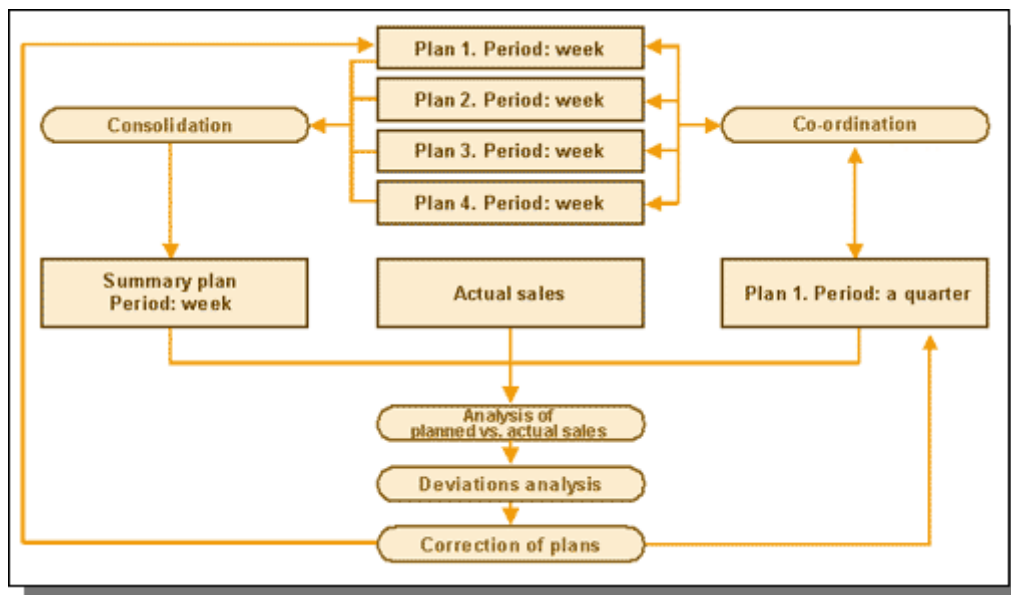 Plan 1. Period: week
Plan 2. Period: week
Consolidation
Co-ordination
Plan 3. Period: week
Plan 4. Period: week
Summary plan
Period: week
Actual sales
Plan 1. Period: a quarter
Analysis of
planned vs. actual sales
Deviations analysis
Correction of plans